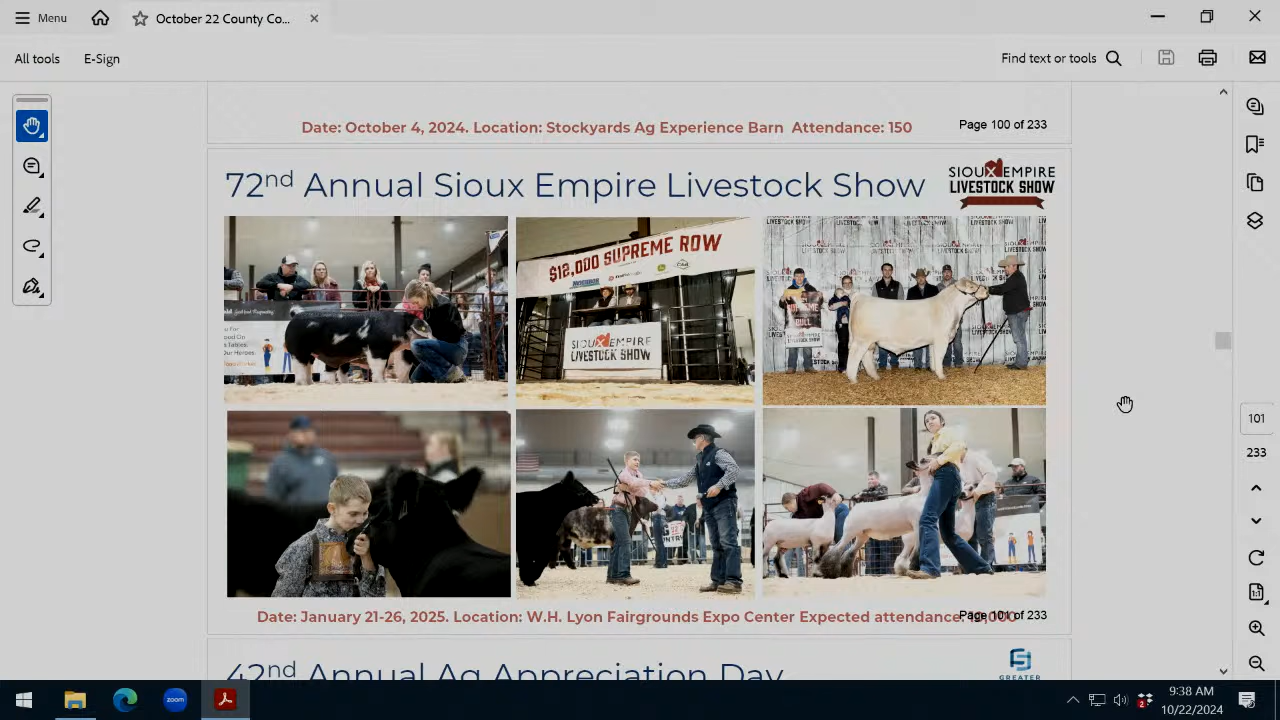 Menu
October 22 County Co...
All tools
E-Sign
Find text or tools
Date: October 4, 2024. Location: Stockyards Ag Experience Barn Attendance: 150
Page 100 of 233
72nd Annual Sioux Empire Livestock Show
SIOUX EMPIRE
LIVESTOCK SHOW
$12,000 SUPREME ROW
SIOUX EMPIRE
LIVESTOCK SHOW
Date: January 21-26, 2025. Location: W.H. Lyon Fairgrounds Expo Center Expected attendance:
Page 101 of 233
42nd Annual Ag Appreciation Day
GREATER
101
233
zoom
9:38 AM
10/22/2024